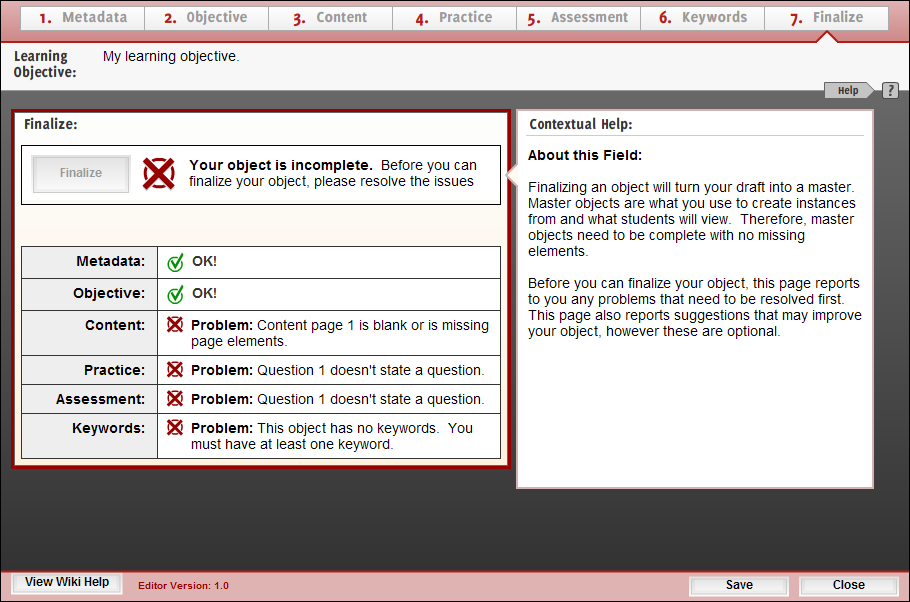 1. Metadata 2. Objective 3. Content 4. Practice 5. Assessment 6. Keywords 7. Finalize
Learning
Objective:
My learning objective.
Help ?
Finalize:
Finalize
Your object is incomplete. Before you can
finalize your object, please resolve the issues
Metadata: OK!
Objective: OK!
Content: Problem: Content page 1 is blank or is missing
page elements.
Practice: Problem: Question 1 doesn't state a question.
Assessment: Problem: Question 1 doesn't state a question.
Keywords: Problem: This object has no keywords. You
must have at least one keyword.
Contextual Help:
About this Field:
Finalizing an object will turn your draft into a master.
Master objects are what you use to create instances
from and what students will view. Therefore, master
objects need to be complete with no missing
elements.
Before you can finalize your object, this page reports
to you any problems that need to be resolved first.
This page also reports suggestions that may improve
your object, however these are optional.
View Wiki Help Editor Version: 1.0 Save Close